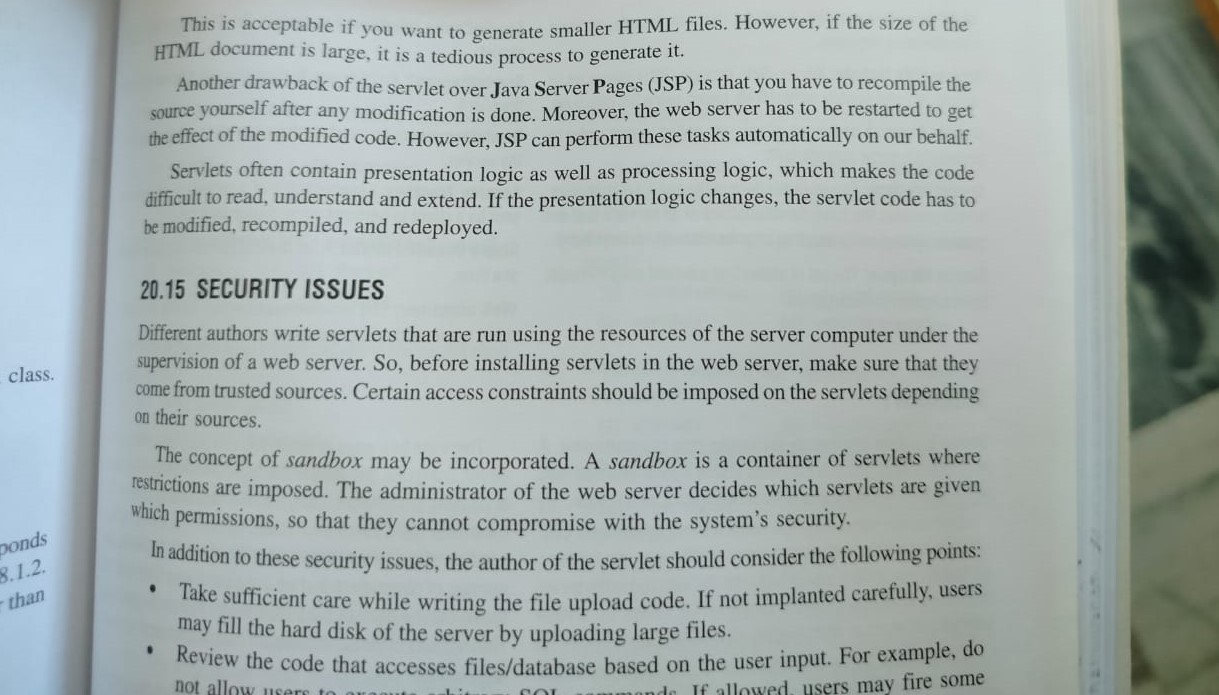 This is acceptable if you want to generate smaller HTML files. However, if the size of the
HTML document is large, it is a tedious process to generate it.
Another drawback of the servlet over Java Server Pages (JSP) is that you have to recompile the
source yourself after any modification is done. Moreover, the web server has to be restarted to get
the effect of the modified code. However, JSP can perform these tasks automatically on our behalf.
Servlets often contain presentation logic as well as processing logic, which makes the code
difficult to read, understand and extend. If the presentation logic changes, the servlet code has to
be modified, recompiled, and redeployed.
20.15 SECURITY ISSUES
Different authors write servlets that are run using the resources of the server computer under the
supervision of a web server. So, before installing servlets in the web server, make sure that they
come from trusted sources. Certain access constraints should be imposed on the servlets depending
on their sources.
The concept of sandbox may be incorporated. A sandbox is a container of servlets where
restrictions are imposed. The administrator of the web server decides which servlets are given
which permissions, so that they cannot compromise with the system's security.
In addition to these security issues, the author of the servlet should consider the following points:
• Take sufficient care while writing the file upload code. If not implanted carefully, users
may fill the hard disk of the server by uploading large files.
• Review the code that accesses files/database based on the user input. For example, do
not allow users to SQL If allowed, users may fire some
class.
ponds
8.1.2.
than